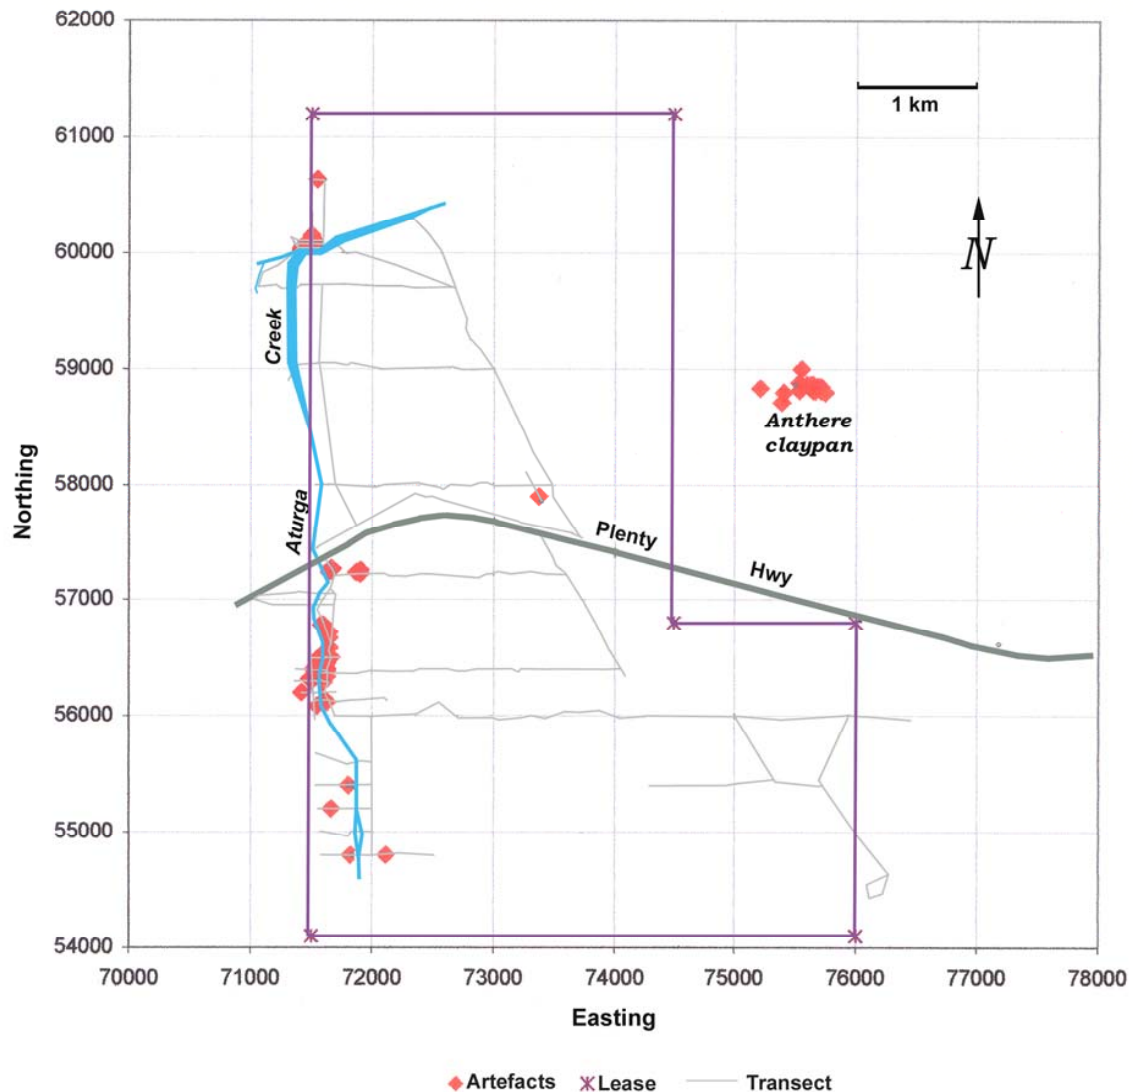 62000
61000
60000
59000
58000
57000
56000
55000
54000
Northing
1 km
N
Creek
Anthere
claypan
Aturga
Plenty
Hwy
70000 71000 72000 73000 74000 75000 76000 77000 78000
Easting
Artefacts Lease Transect